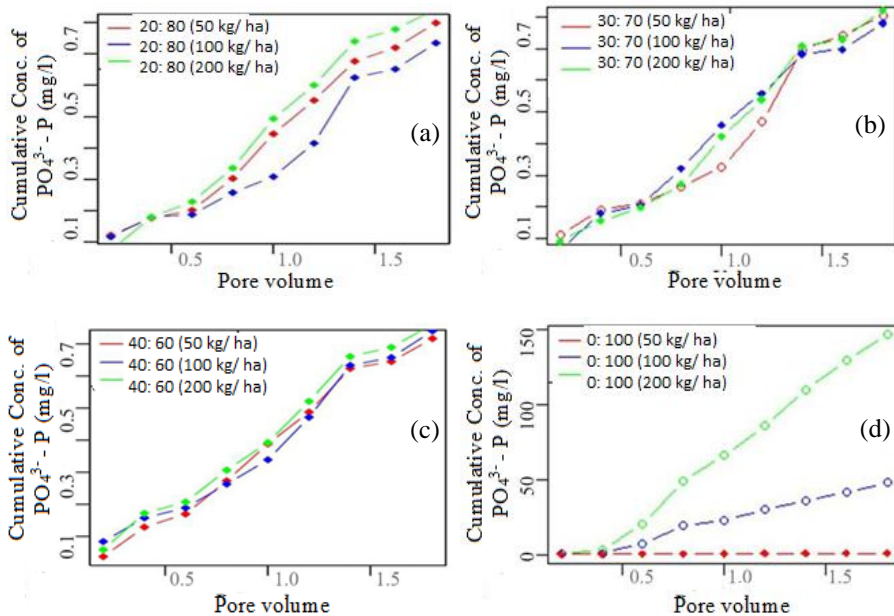 Cumulative Conc. of
PO₄³⁻- P (mg/l)
0.7
0.5
0.3
0.1
20: 80 (50 kg/ ha)
20: 80 (100 kg/ ha)
20: 80 (200 kg/ ha)
(a)
0.5
1.0
1.5
Pore volume
Cumulative Conc. of
PO₄³⁻- P (mg/l)
0.7
0.5
0.3
0.1
30: 70 (50 kg/ ha)
30: 70 (100 kg/ ha)
30: 70 (200 kg/ ha)
(b)
0.5
1.0
1.5
Pore volume
Cumulative Conc. of
PO₄³⁻- P (mg/l)
0.7
0.5
0.3
0.1
40: 60 (50 kg/ ha)
40: 60 (100 kg/ ha)
40: 60 (200 kg/ ha)
(c)
0.5
1.0
1.5
Pore volume
Cumulative Conc. of
PO₄³⁻- P (mg/l)
150
100
50
0
0: 100 (50 kg/ ha)
0: 100 (100 kg/ ha)
0: 100 (200 kg/ ha)
(d)
0.5
1.0
1.5
Pore volume